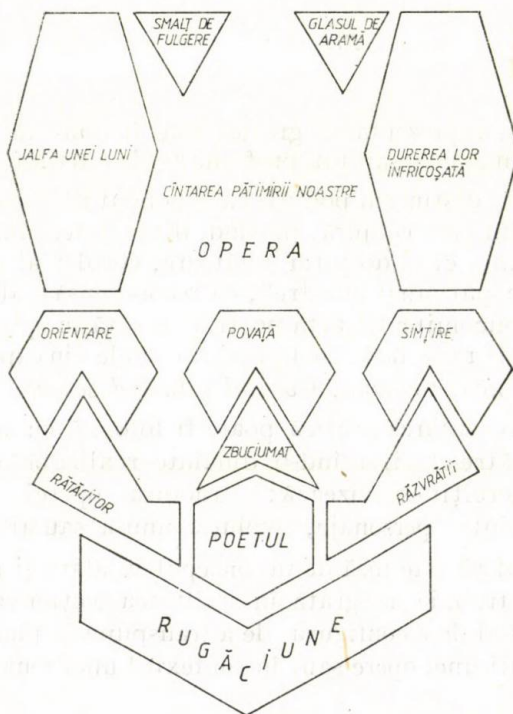 SMALȚ DE
FULGERE
GLASUL DE
ARAMĂ
JALEA UNEI LUNI
CÎNTAREA PĂTIMIRII NOASTRE
DUREREA LOR
INFRICOȘATĂ
OPERA
ORIENTARE
POVAȚĂ
SIMȚIRE
RĂTĂCITOR
ZBUCIUMAT
RĂZVRĂTIT
POETUL
RUGĂCIUNE